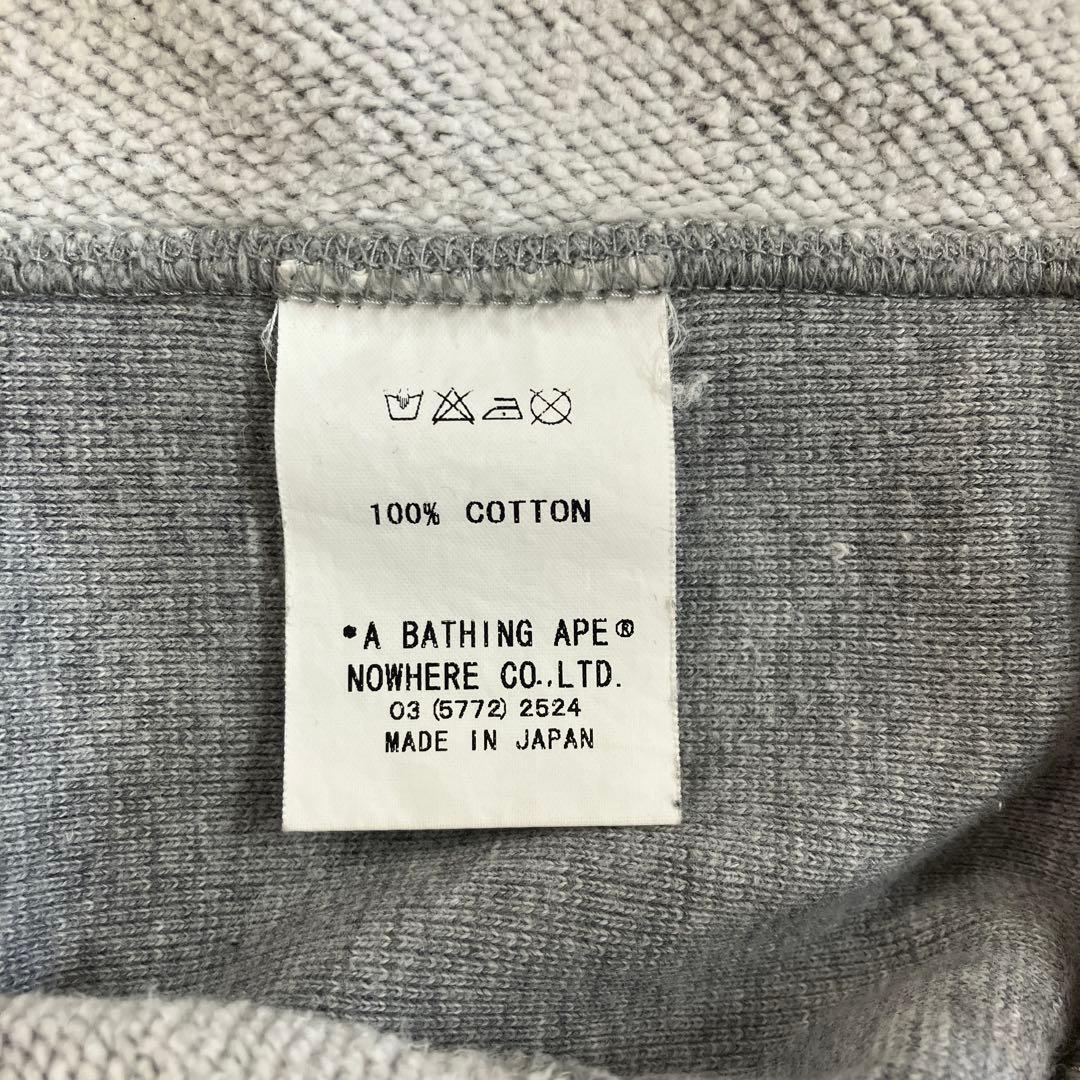 100% COTTON
*A BATHING APE®
NOWHERE CO.,LTD.
03 (5772) 2524
MADE IN JAPAN